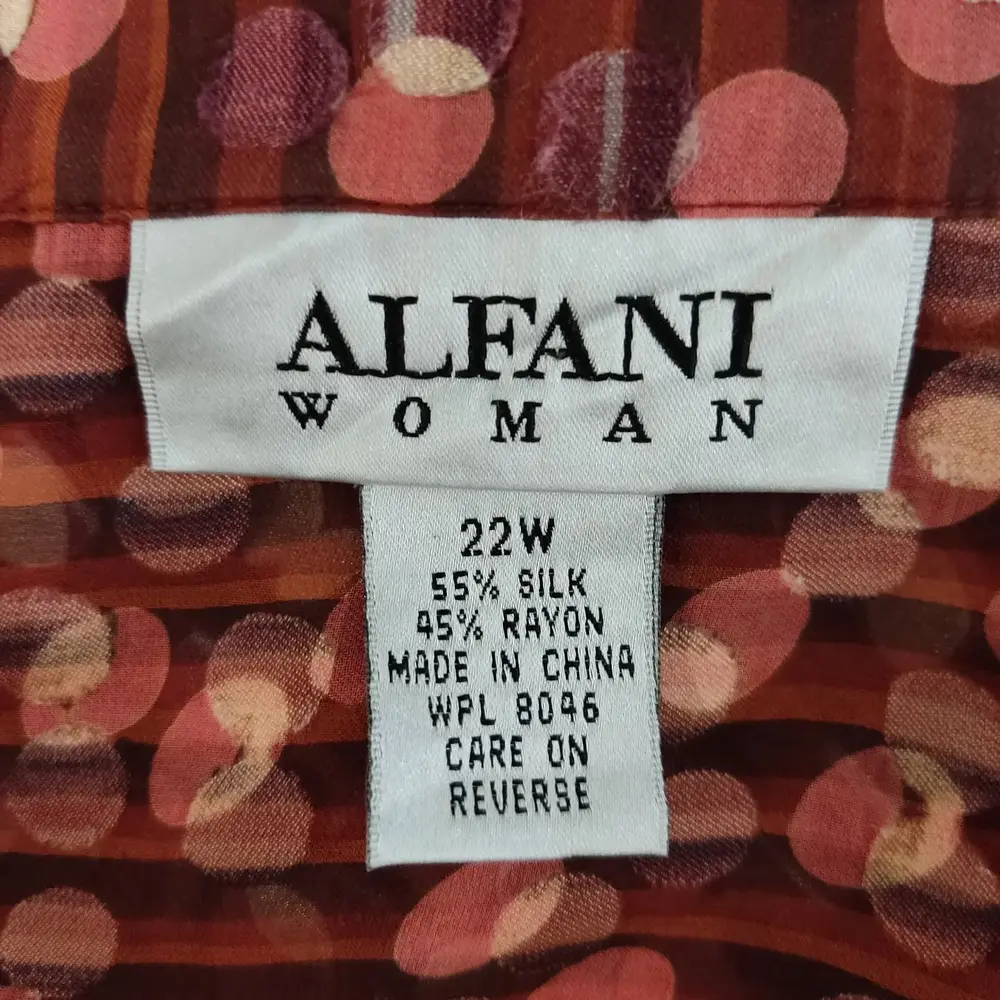 ALFANI
WOMAN
22W
55% SILK
45% RAYON
MADE IN CHINA
WPL 8046
CARE ON
REVERSE